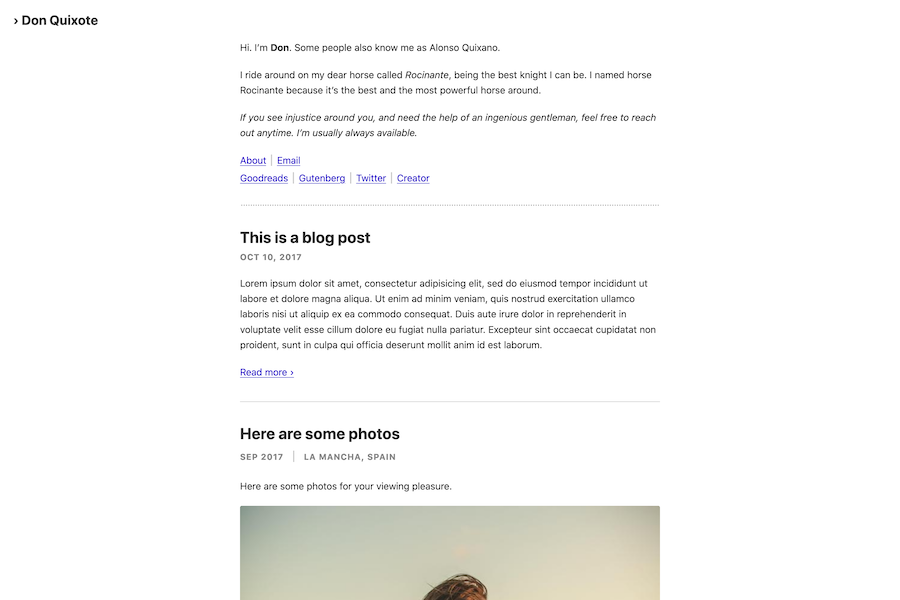 › Don Quixote
Hi. I’m Don. Some people also know me as Alonso Quixano.
I ride around on my dear horse called Rocinante, being the best knight I can be. I named horse
Rocinante because it’s the best and the most powerful horse around.
If you see injustice around you, and need the help of an ingenious gentleman, feel free to reach
out anytime. I’m usually always available.
About | Email
Goodreads | Gutenberg | Twitter | Creator
This is a blog post
OCT 10, 2017
Lorem ipsum dolor sit amet, consectetur adipisicing elit, sed do eiusmod tempor incididunt ut
labore et dolore magna aliqua. Ut enim ad minim veniam, quis nostrud exercitation ullamco
laboris nisi ut aliquip ex ea commodo consequat. Duis aute irure dolor in reprehenderit in
voluptate velit esse cillum dolore eu fugiat nulla pariatur. Excepteur sint occaecat cupidatat non
proident, sunt in culpa qui officia deserunt mollit anim id est laborum.
Read more ›
Here are some photos
SEP 2017 | LA MANCHA, SPAIN
Here are some photos for your viewing pleasure.